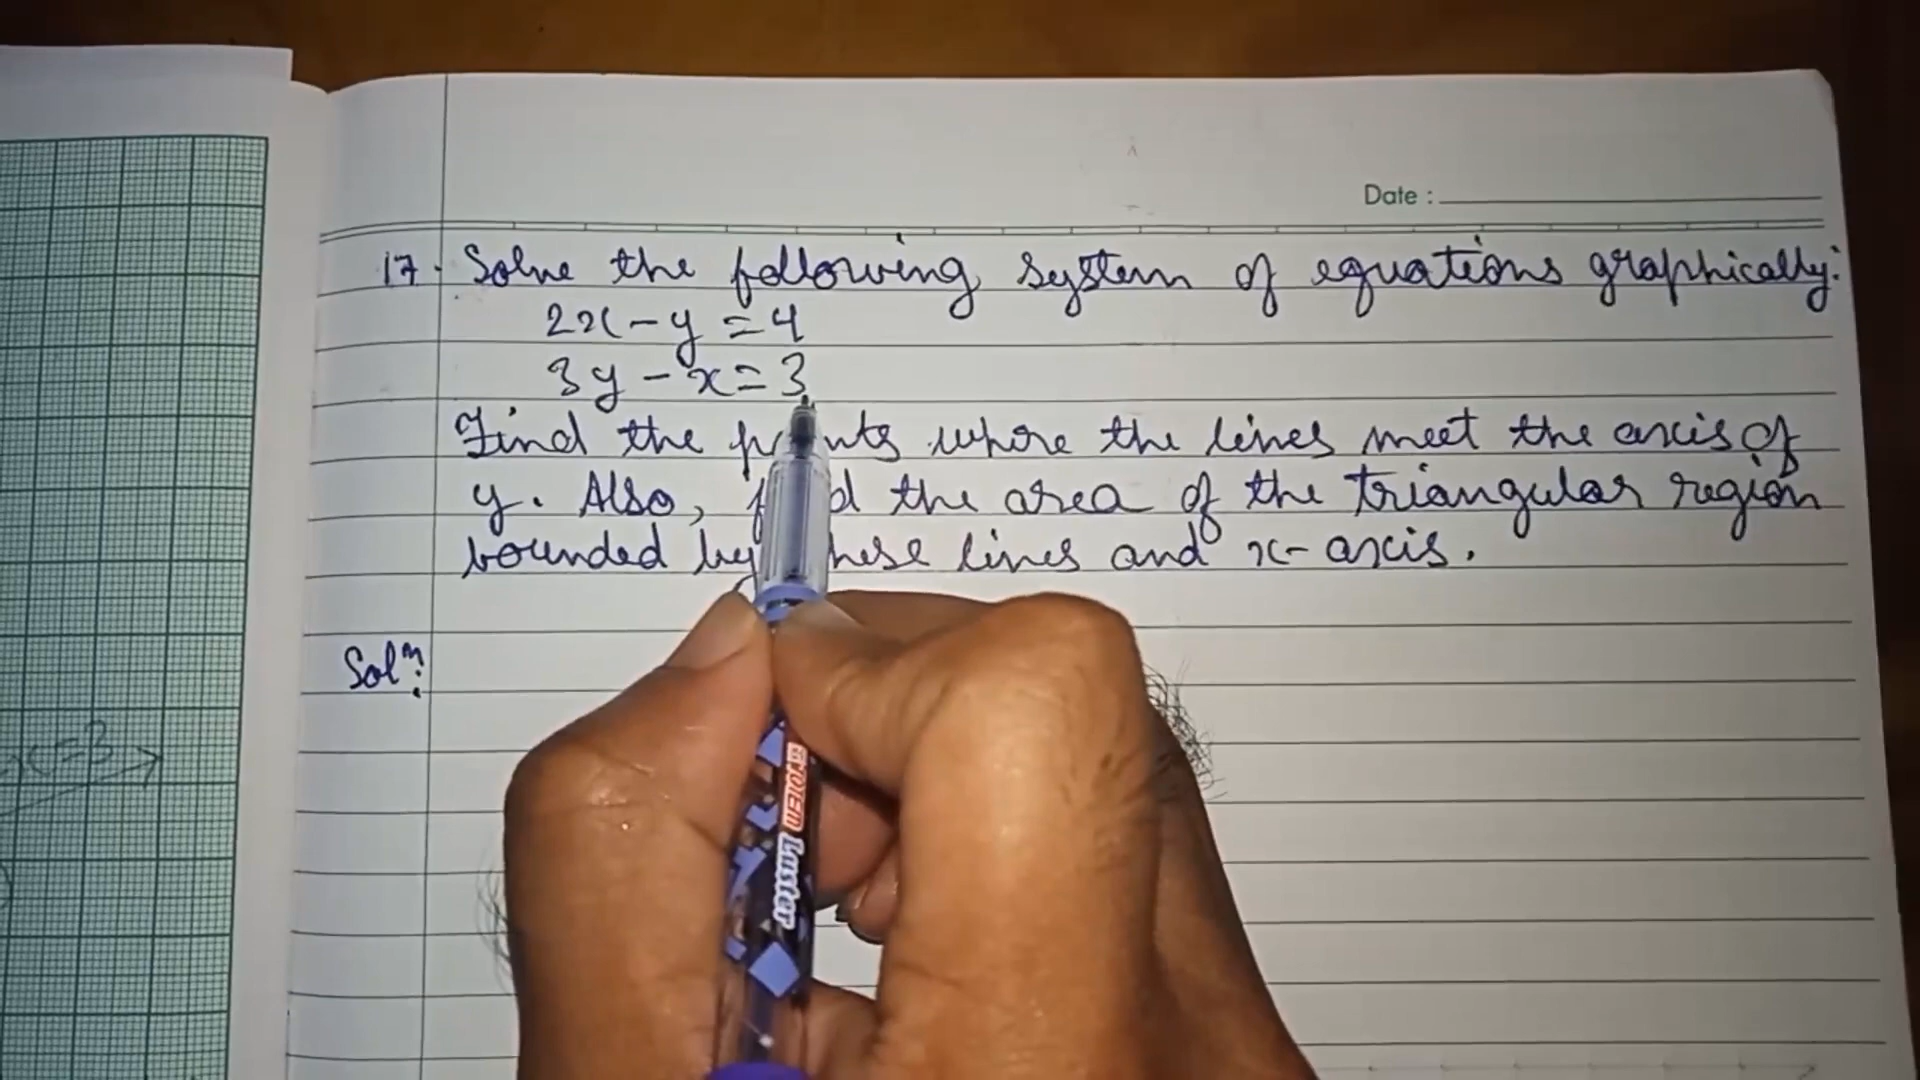 Date :
17. Solve the following system of equations graphically:
2x - y = 4
3y - x = 3
Find the points where the lines meet the axis of
y. Also, find the area of the triangular region
bounded by these lines and x-axis.
Solⁿ:
x=3
Luster